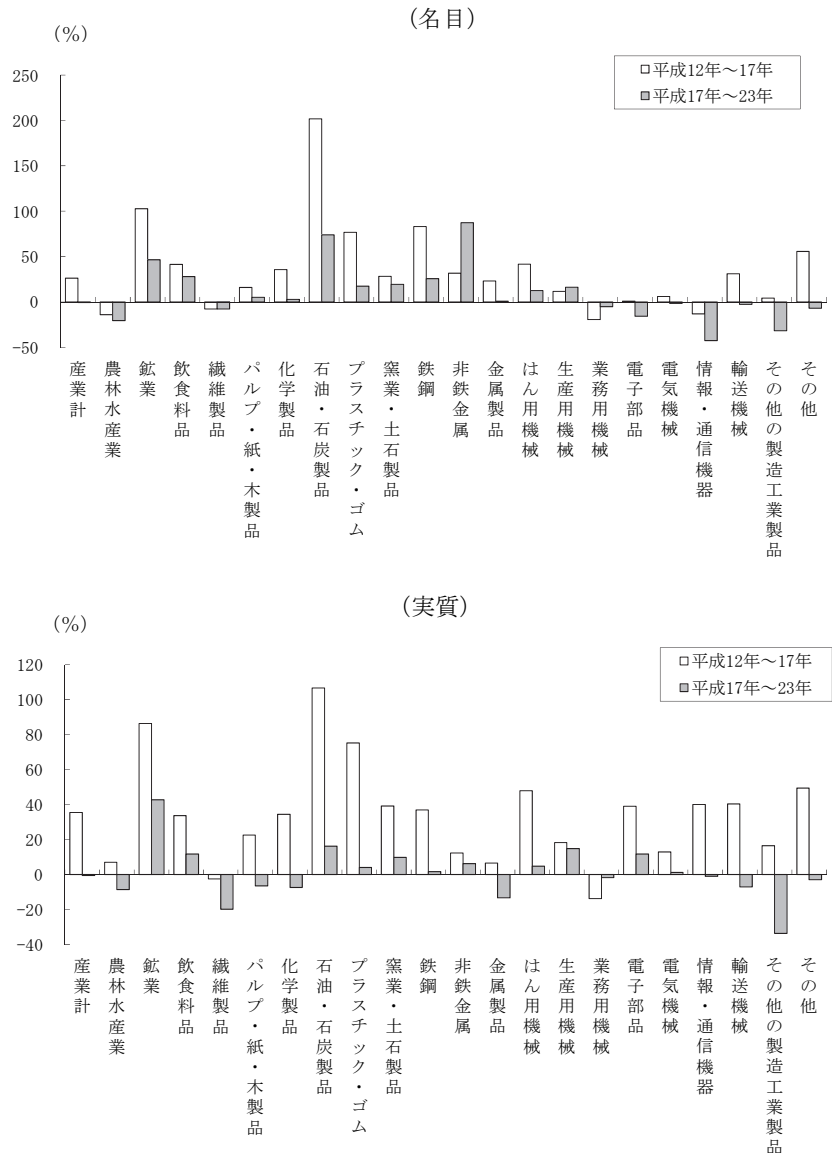 （名目）
（%）
□平成12年～17年
■平成17年～23年
250
200
150
100
50
0
−50
産業計
農林水産業
鉱業
飲食料品
繊維製品
パルプ・紙・木製品
化学製品
石油・石炭製品
プラスチック・ゴム
窯業・土石製品
鉄鋼
非鉄金属
金属製品
はん用機械
生産用機械
業務用機械
電子部品
電気機械
情報・通信機器
輸送機械
その他の製造工業製品
その他
（実質）
（%）
□平成12年～17年
■平成17年～23年
120
100
80
60
40
20
0
−20
−40
産業計
農林水産業
鉱業
飲食料品
繊維製品
パルプ・紙・木製品
化学製品
石油・石炭製品
プラスチック・ゴム
窯業・土石製品
鉄鋼
非鉄金属
金属製品
はん用機械
生産用機械
業務用機械
電子部品
電気機械
情報・通信機器
輸送機械
その他の製造工業製品
その他